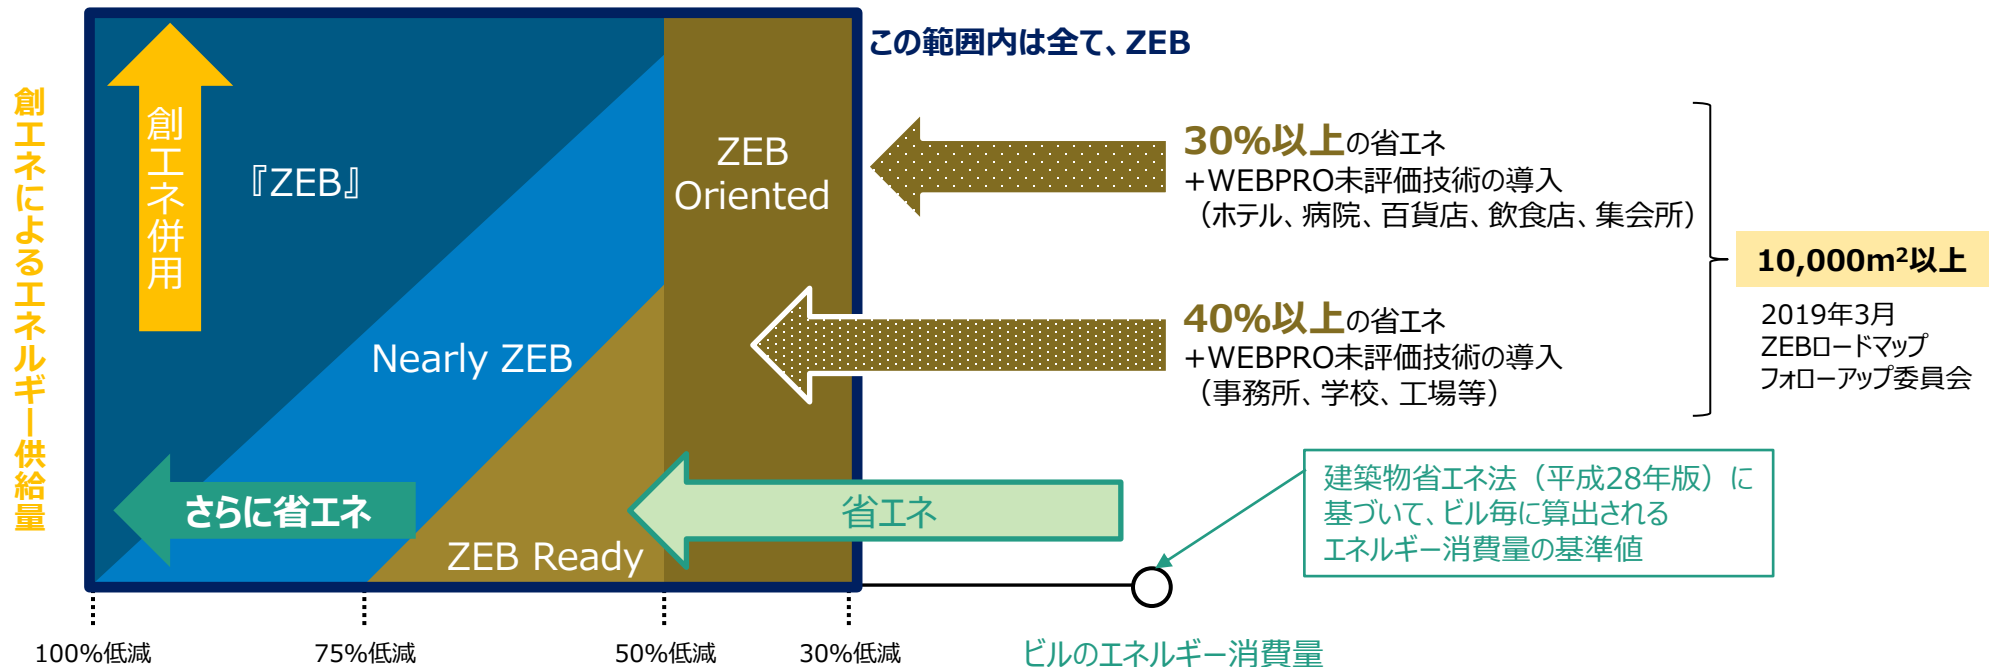 創エネによるエネルギー供給量
創エネ併用
『ZEB』
Nearly ZEB
ZEB Ready
ZEB
Oriented
さらに省エネ
省エネ
この範囲内は全て、ZEB
30%以上の省エネ
+WEBPRO未評価技術の導入
（ホテル、病院、百貨店、飲食店、集会所）
40%以上の省エネ
+WEBPRO未評価技術の導入
（事務所、学校、工場等）
10,000m²以上
2019年3月
ZEBロードマップ
フォローアップ委員会
建築物省エネ法（平成28年版）に
基づいて、ビル毎に算出される
エネルギー消費量の基準値
100%低減
75%低減
50%低減
30%低減
ビルのエネルギー消費量